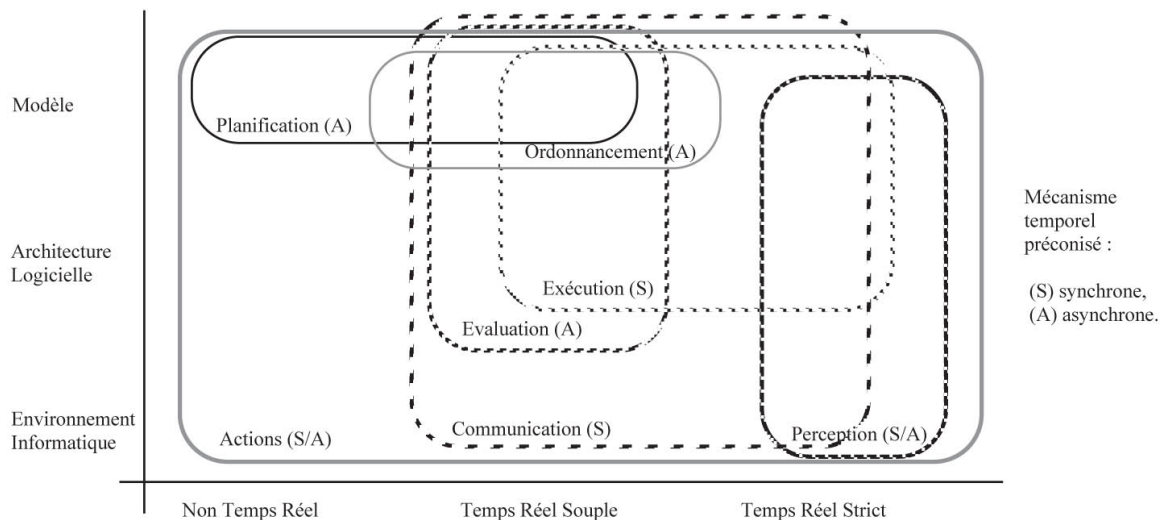 Modèle
Planification (A)
Ordonnancement (A)
Mécanisme
temporel
préconisé :
Architecture
Logicielle
Exécution (S)
(S) synchrone,
(A) asynchrone.
Evaluation (A)
Environnement
Informatique
Actions (S/A)
Communication (S)
Perception (S/A)
Non Temps Réel
Temps Réel Souple
Temps Réel Strict